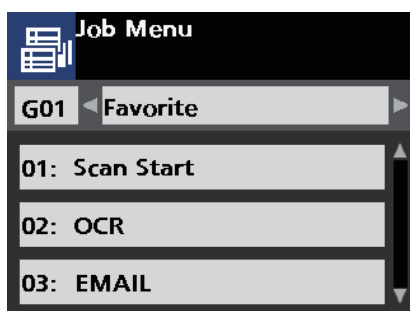 Job Menu
G01 Favorite
01: Scan Start
02: OCR
03: EMAIL